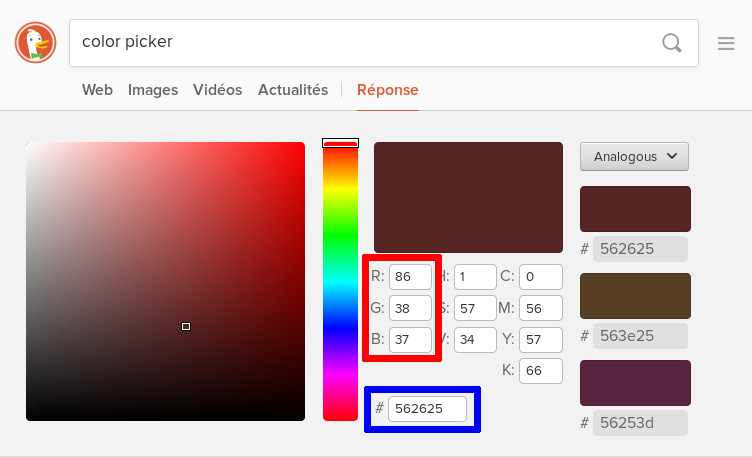 color picker
Web Images Vidéos Actualités Réponse
Analogous
R: 86 H: 1 C: 0
# 562625
G: 38 S: 57 M: 56
B: 37 V: 34 Y: 57
# 563e25
K: 66
# 562625
# 56253d